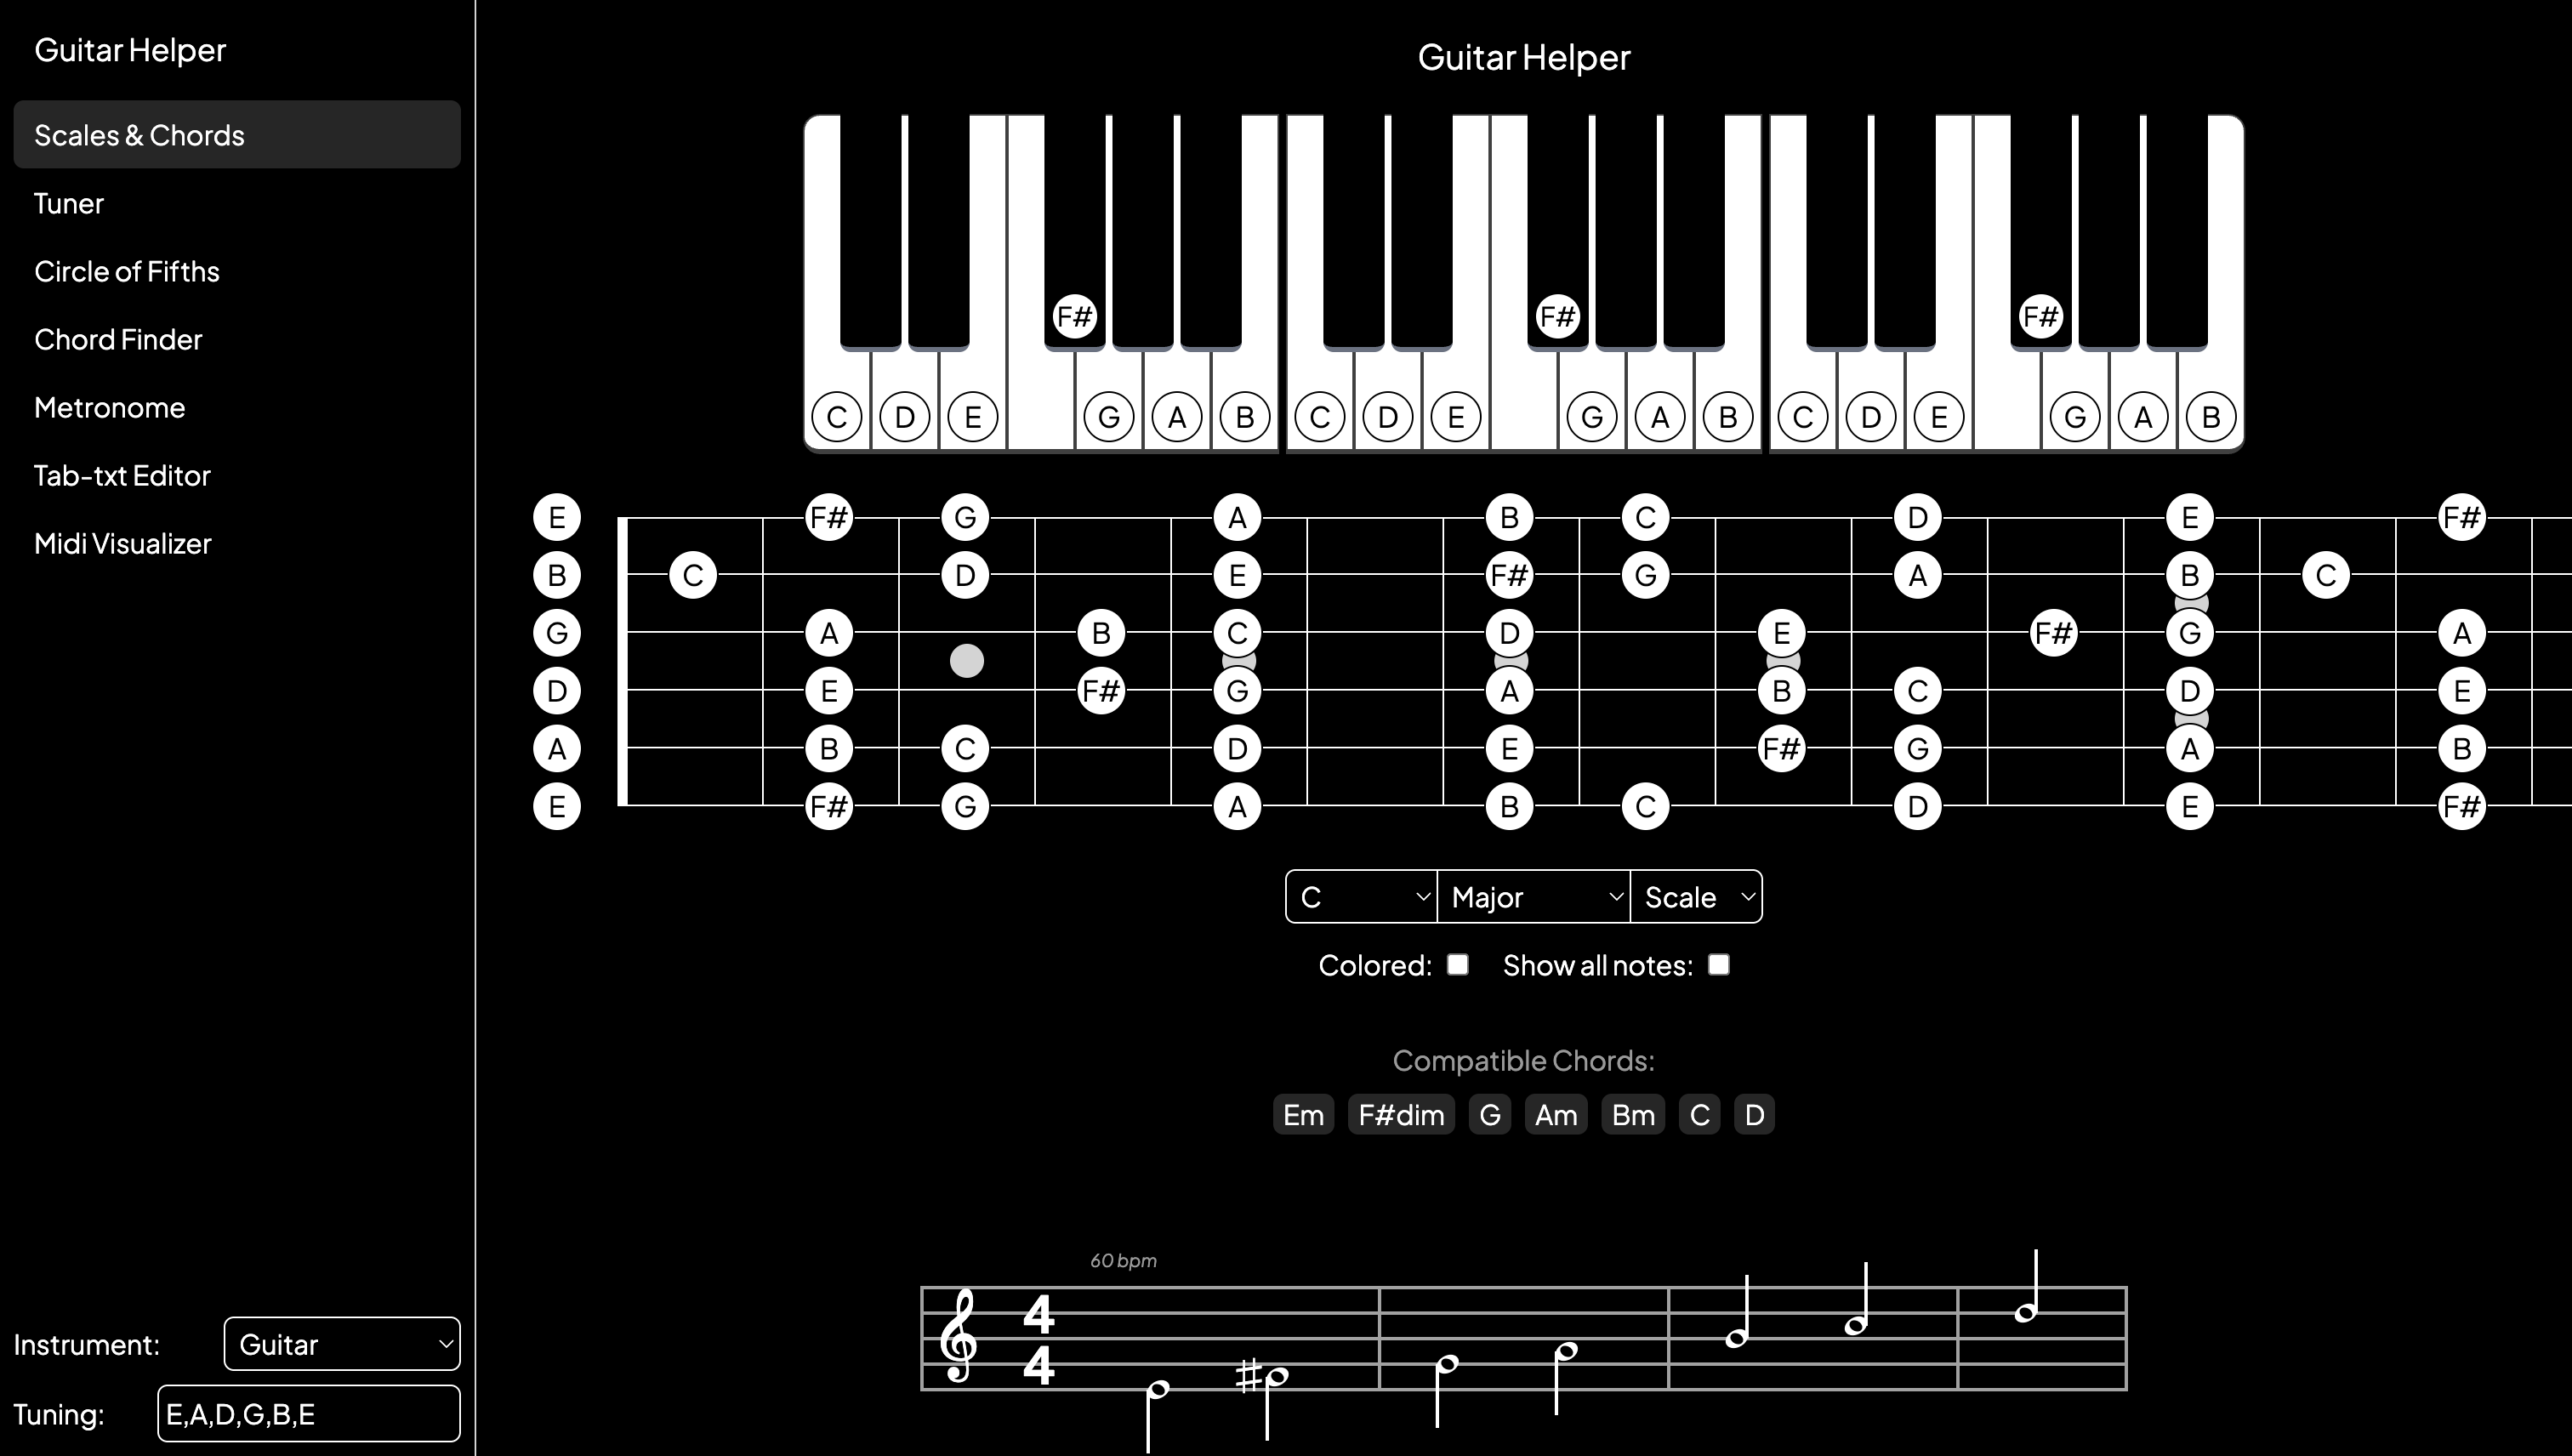 Guitar Helper
Scales & Chords
Tuner
Circle of Fifths
Chord Finder
Metronome
Tab-txt Editor
Midi Visualizer
Instrument: Guitar
Tuning: E,A,D,G,B,E
Guitar Helper
F# F# F#
C D E G A B C D E G A B C D E G A B
E F# G A B C D E F#
B C D E F# G A B C
G A B C D E F# G A
D E F# G A B C D E
A B C D E F# G A B
E F# G A B C D E F#
C Major Scale
Colored: Show all notes:
Compatible Chords:
Em F#dim G Am Bm C D
60 bpm
4
4